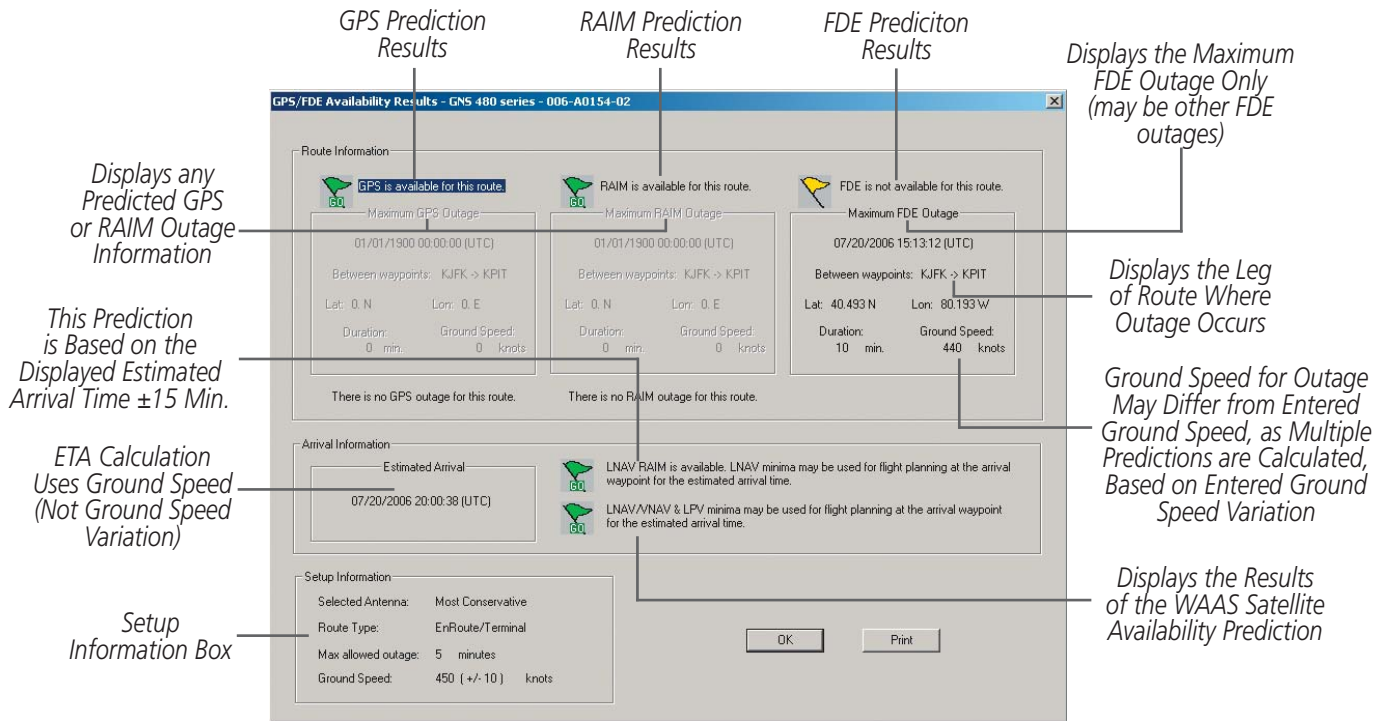 GPS Prediction
Results
RAIM Prediction
Results
FDE Prediciton
Results
Displays the Maximum
FDE Outage Only
(may be other FDE
outages)
Displays any
Predicted GPS
or RAIM Outage
Information
This Prediction
is Based on the
Displayed Estimated
Arrival Time ±15 Min.
ETA Calculation
Uses Ground Speed
(Not Ground Speed
Variation)
Setup
Information Box
GPS/FDE Availability Results - GNS 480 series - 006-A0154-02
Route Information
GPS is available for this route.
GO
Maximum GPS Outage
01/01/1900 00:00:00 (UTC)
Between waypoints: KJFK -> KPIT
Lat: 0. N Lon: 0. E
Duration: Ground Speed:
0 min. 0 knots
There is no GPS outage for this route.
RAIM is available for this route.
GO
Maximum RAIM Outage
01/01/1900 00:00:00 (UTC)
Between waypoints: KJFK -> KPIT
Lat: 0. N Lon: 0. E
Duration: Ground Speed:
0 min. 0 knots
There is no RAIM outage for this route.
FDE is not available for this route.
Maximum FDE Outage
07/20/2006 15:13:12 (UTC)
Between waypoints: KJFK -> KPIT
Lat: 40.493 N Lon: 80.193 W
Duration: Ground Speed:
10 min. 440 knots
Arrival Information
Estimated Arrival
07/20/2006 20:00:38 (UTC)
GO
LNAV RAIM is available. LNAV minima may be used for flight planning at the arrival
waypoint for the estimated arrival time.
GO
LNAV/VNAV & LPV minima may be used for flight planning at the arrival waypoint
for the estimated arrival time.
Setup Information
Selected Antenna: Most Conservative
Route Type: EnRoute/Terminal
Max allowed outage: 5 minutes
Ground Speed: 450 ( +/- 10 ) knots
OK
Print
Displays the Leg
of Route Where
Outage Occurs
Ground Speed for Outage
May Differ from Entered
Ground Speed, as Multiple
Predictions are Calculated,
Based on Entered Ground
Speed Variation
Displays the Results
of the WAAS Satellite
Availability Prediction